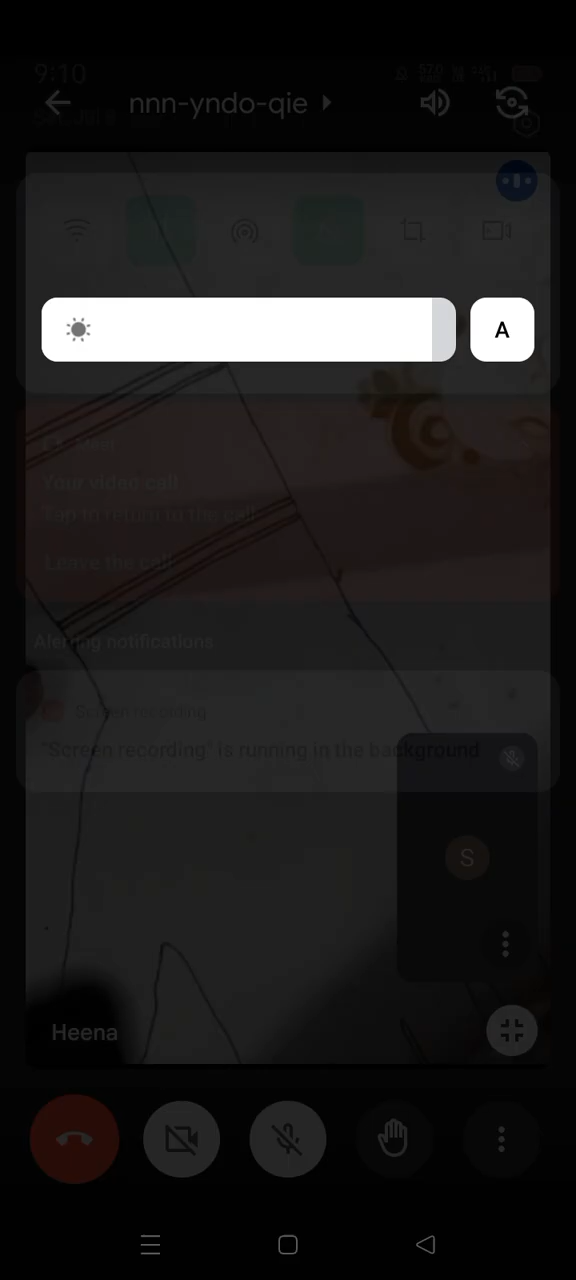 9:10
nnn-yndo-qie
A
Meet
Your video call
Tap to return to the call
Leave the call
Alerting notifications
Screen recording
"Screen recording" is running in the background
S
Heena